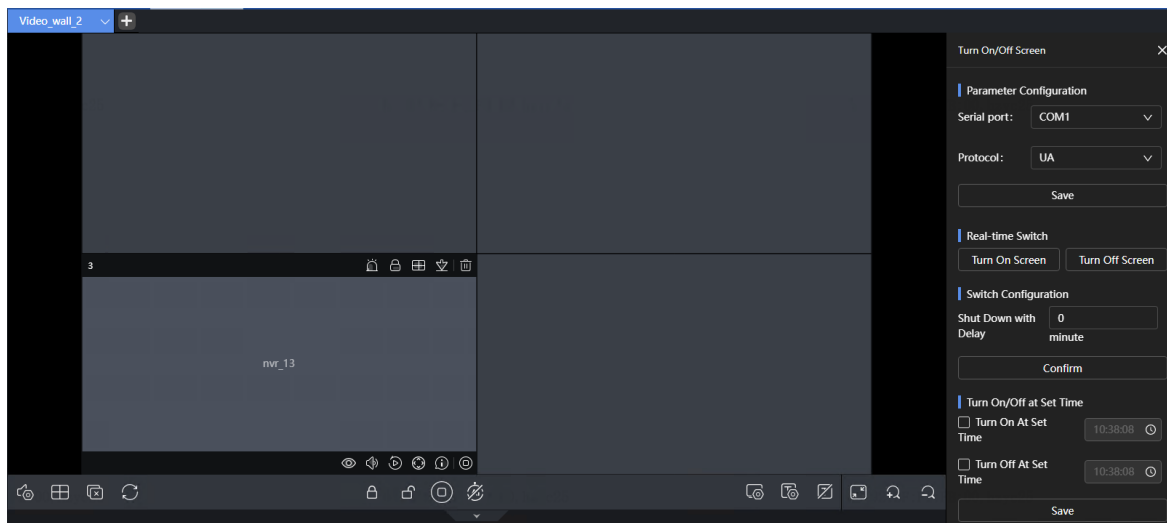 Video_wall_2
Turn On/Off Screen
Parameter Configuration
Serial port: COM1
Protocol: UA
Save
Real-time Switch
Turn On Screen Turn Off Screen
Switch Configuration
Shut Down with Delay 0
minute
Confirm
Turn On/Off at Set Time
Turn On At Set Time 10:38:08
Turn Off At Set Time 10:38:08
Save
3
nvr_13